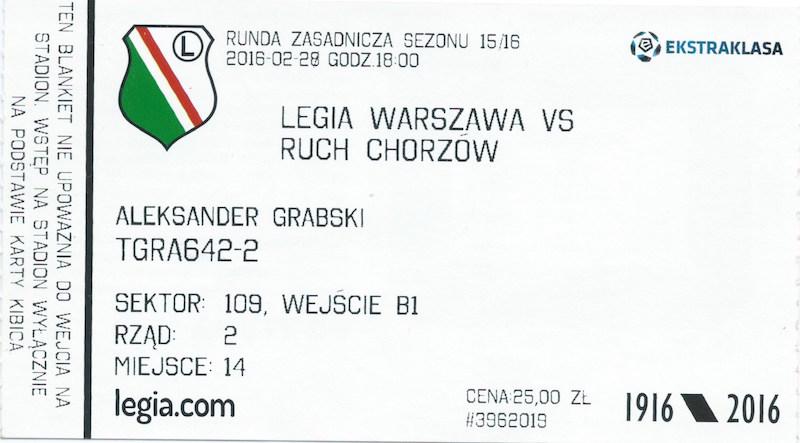 TEN BLANKIET NIE UPOWAŻNIA DO WEJCIA NA
STADION. WSTĘP NA STADION WYŁĄCZNIE
NA PODSTAWIE KARTY KIBICA
L
RUNDA ZASADNICZA SEZONU 15/16
2016-02-28 GODZ.18:00
EKSTRAKLASA
LEGIA WARSZAWA VS
RUCH CHORZÓW
ALEKSANDER GRABSKI
TGRA642-2
SEKTOR: 109, WEJŚCIE B1
RZĄD: 2
MIEJSCE: 14
legia.com
CENA:25,00 ZŁ
#3962019
1916 2016